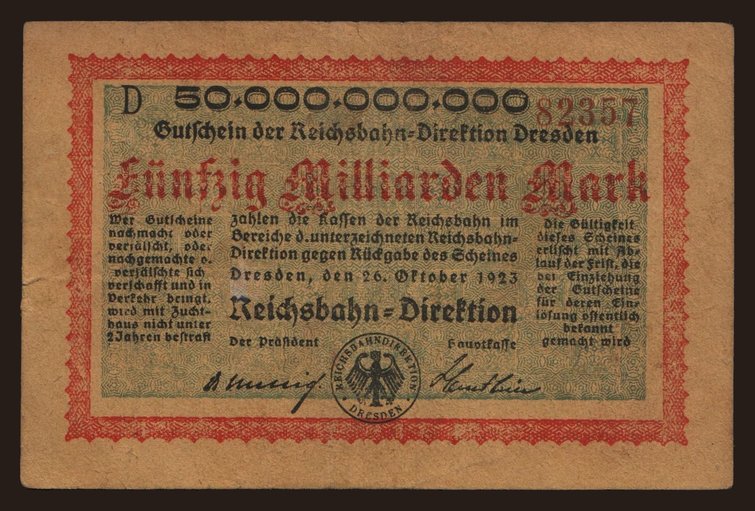 D 50.000.000.000 82357
Gutschein der Reichsbahn=Direktion Dresden
Fünfzig Milliarden Mark
Wer Gutscheine
nachmacht oder
verfälscht, oder
nachgemachte o.
verfälschte sich
verschafft und in
Verkehr bringt,
wird mit Zucht-
haus nicht unter
2 Jahren bestraft
zahlen die Kassen der Reichsbahn im
Bereiche d. unterzeichneten Reichsbahn-
Direktion gegen Rückgabe des Scheines
Dresden, den 26. Oktober 1923
Reichsbahn=Direktion
Der Präsident Hauptkasse
Die Gültigkeit
dieses Scheines
erlischt mit Ab-
lauf der Frist, die
bei Einziehung
der Gutscheine
für deren Ein-
lösung öffentlich
bekannt
gemacht wird
REICHSBAHNDIREKTION
DRESDEN